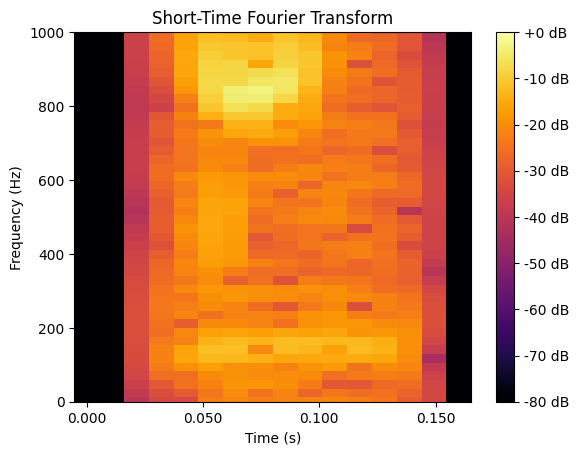 Short-Time Fourier Transform
1000
800
600
400
200
0
Frequency (Hz)
0.000
0.050
0.100
0.150
Time (s)
+0 dB
-10 dB
-20 dB
-30 dB
-40 dB
-50 dB
-60 dB
-70 dB
-80 dB